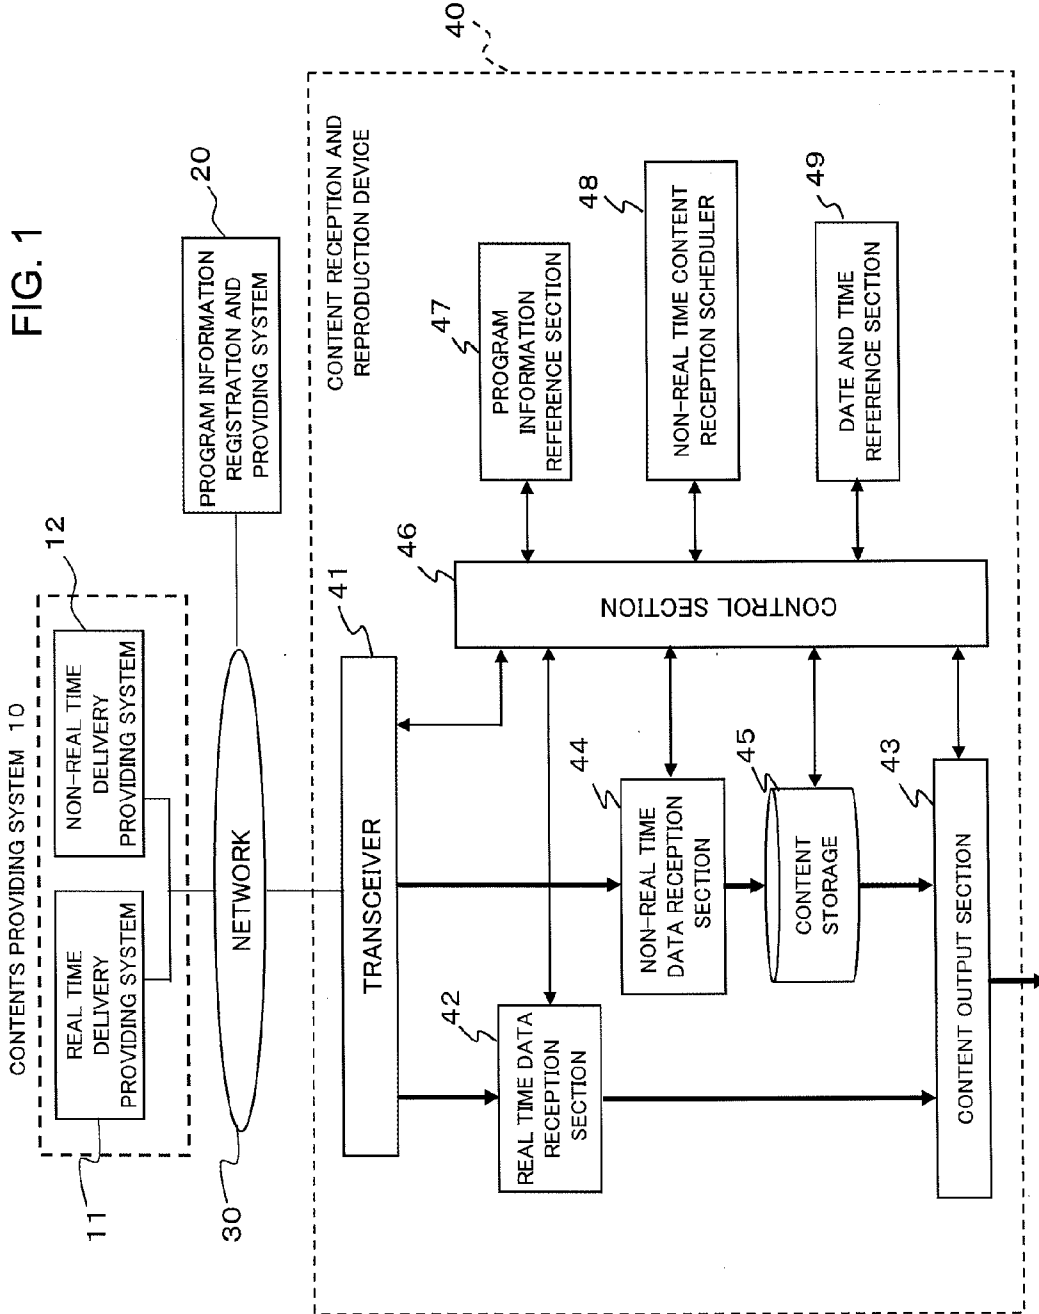 FIG. 1
CONTENTS PROVIDING SYSTEM 10
11
REAL TIME
DELIVERY
PROVIDING SYSTEM
12
NON-REAL TIME
DELIVERY
PROVIDING SYSTEM
20
PROGRAM INFORMATION
REGISTRATION AND
PROVIDING SYSTEM
30
NETWORK
40
CONTENT RECEPTION AND
REPRODUCTION DEVICE
41
TRANSCEIVER
42
REAL TIME DATA
RECEPTION
SECTION
44
NON-REAL TIME
DATA RECEPTION
SECTION
45
CONTENT
STORAGE
43
CONTENT OUTPUT SECTION
46
CONTROL SECTION
47
PROGRAM
INFORMATION
REFERENCE SECTION
48
NON-REAL TIME CONTENT
RECEPTION SCHEDULER
49
DATE AND TIME
REFERENCE SECTION